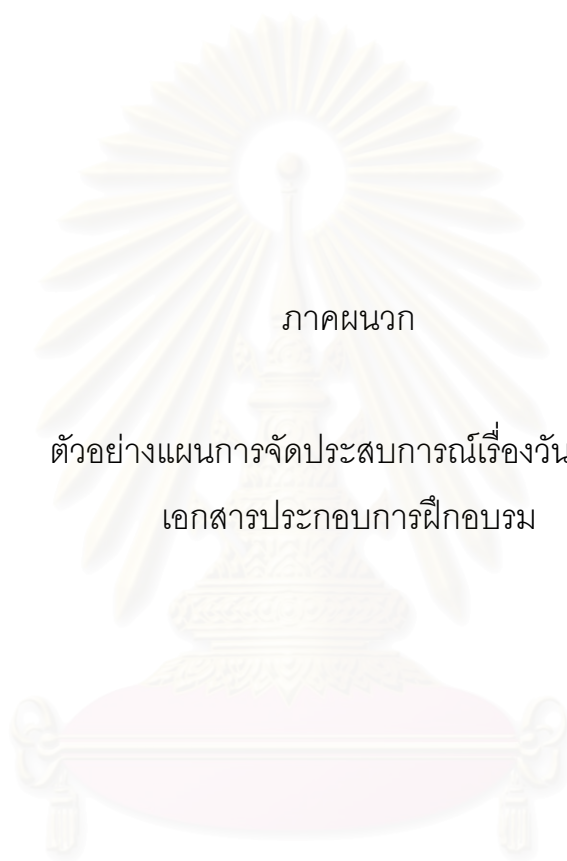 ภาคผนวก
ตัวอย่างแผนการจัดประสบการณ์เรื่องวัน
เอกสารประกอบการฝึกอบรม